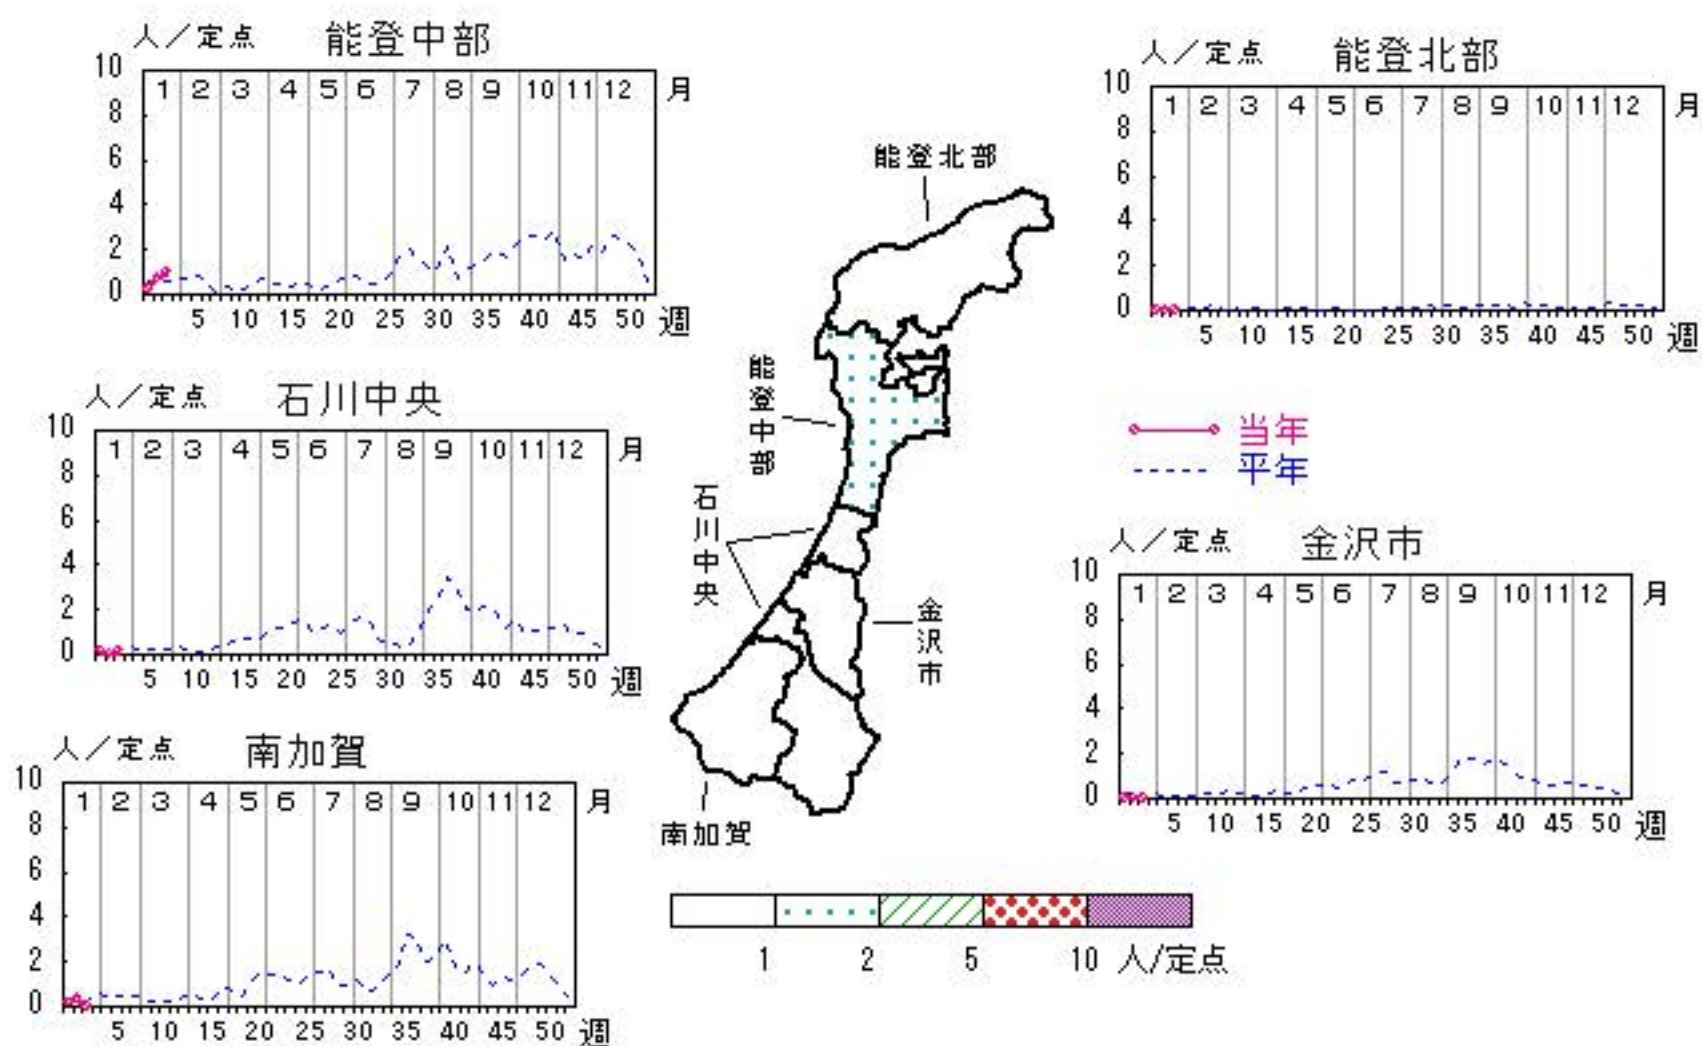 人／定点 能登中部
10 8 6 4 2 0
1 2 3 4 5 6 7 8 9 10 11 12 月
5 10 15 20 25 30 35 40 45 50 週
人／定点 能登北部
10 8 6 4 2 0
1 2 3 4 5 6 7 8 9 10 11 12 月
5 10 15 20 25 30 35 40 45 50 週
人／定点 石川中央
10 8 6 4 2 0
1 2 3 4 5 6 7 8 9 10 11 12 月
5 10 15 20 25 30 35 40 45 50 週
能登北部
能登中部
石川中央
金沢市
南加賀
当年
平年
人／定点 金沢市
10 8 6 4 2 0
1 2 3 4 5 6 7 8 9 10 11 12 月
5 10 15 20 25 30 35 40 45 50 週
人／定点 南加賀
10 8 6 4 2 0
1 2 3 4 5 6 7 8 9 10 11 12 月
5 10 15 20 25 30 35 40 45 50 週
1 2 5 10 人/定点